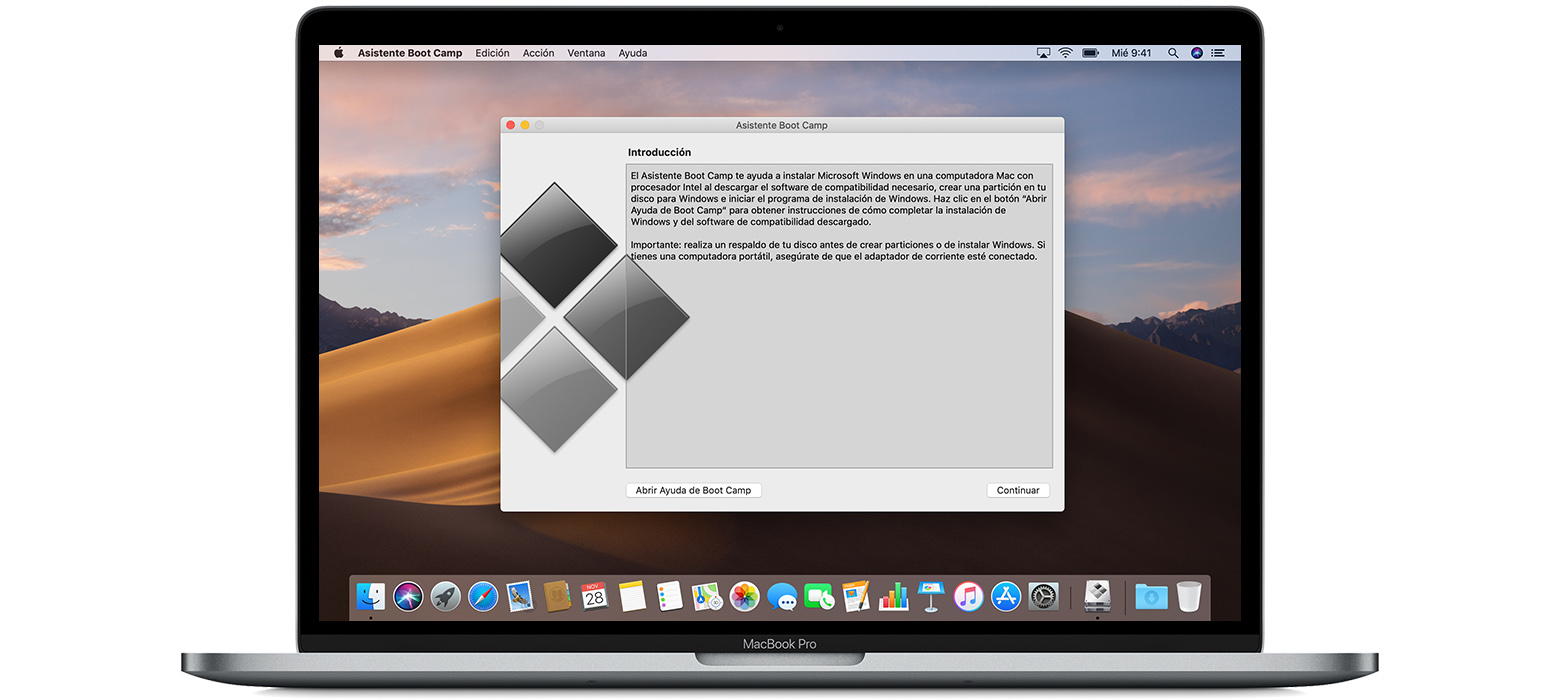 Asistente Boot Camp Edición Acción Ventana Ayuda Mié 9:41
Asistente Boot Camp
Introducción
El Asistente Boot Camp te ayuda a instalar Microsoft Windows en una computadora Mac con
procesador Intel al descargar el software de compatibilidad necesario, crear una partición en tu
disco para Windows e iniciar el programa de instalación de Windows. Haz clic en el botón “Abrir
Ayuda de Boot Camp” para obtener instrucciones de cómo completar la instalación de
Windows y del software de compatibilidad descargado.
Importante: realiza un respaldo de tu disco antes de crear particiones o de instalar Windows. Si
tienes una computadora portátil, asegúrate de que el adaptador de corriente esté conectado.
Abrir Ayuda de Boot Camp Continuar
NOV
28
MacBook Pro